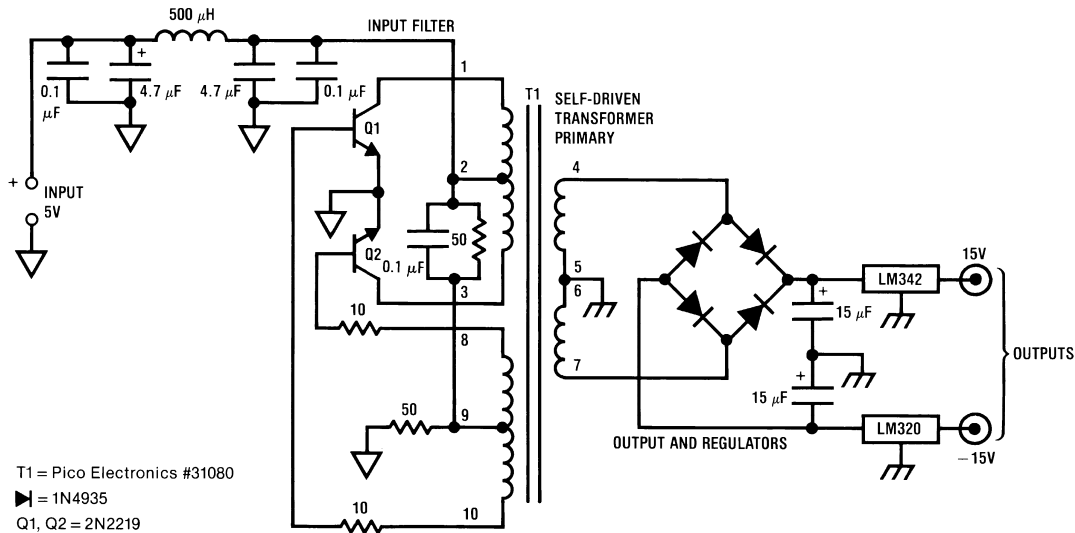 500 μH
INPUT FILTER
+
0.1
μF
4.7 μF
4.7 μF
0.1 μF
1
T1
SELF-DRIVEN
TRANSFORMER
PRIMARY
Q1
2
4
+
INPUT
5V
50
Q2
0.1 μF
3
5
6
15V
LM342
+
15 μF
10
8
7
OUTPUTS
+
15 μF
50
9
OUTPUT AND REGULATORS
LM320
–15V
T1 = Pico Electronics #31080
= 1N4935
Q1, Q2 = 2N2219
10
10